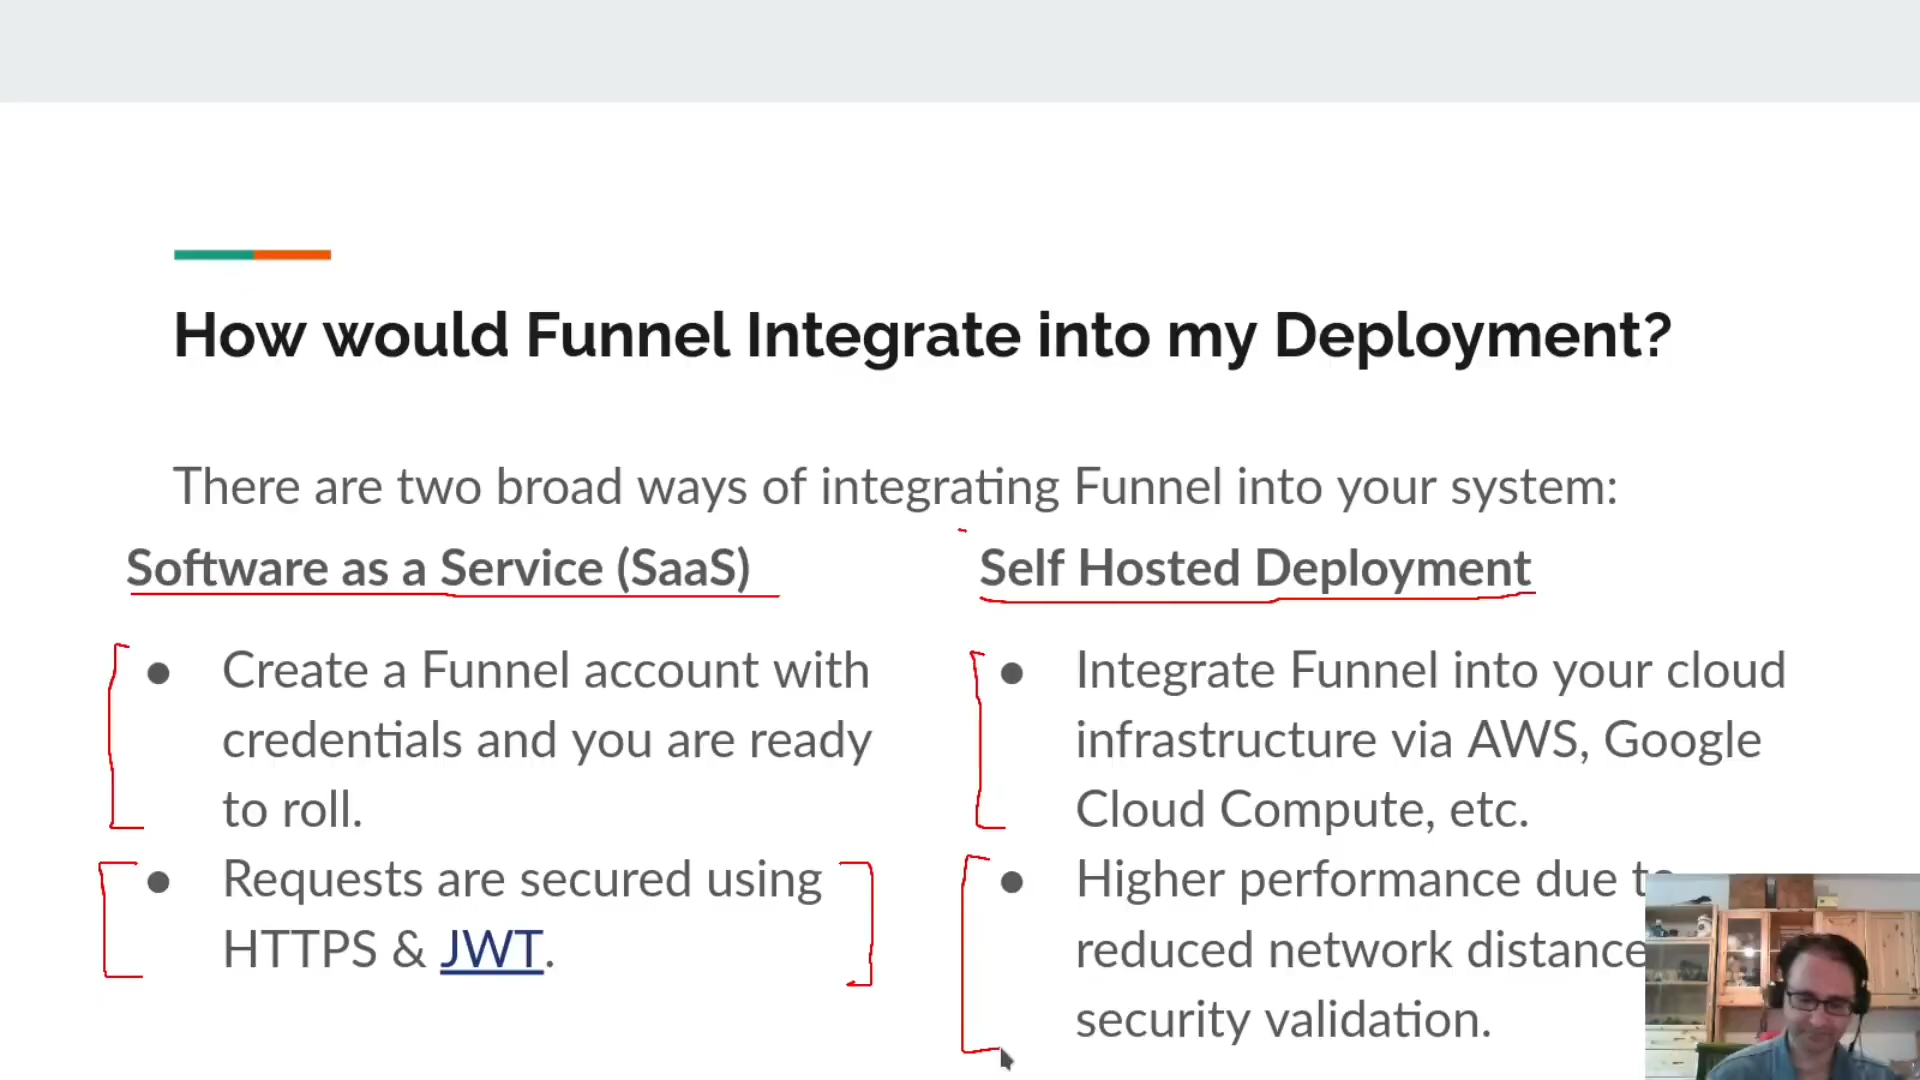 How would Funnel Integrate into my Deployment?
There are two broad ways of integrating Funnel into your system:
Software as a Service (SaaS)
Create a Funnel account with
credentials and you are ready
to roll.
Requests are secured using
HTTPS & JWT.
Self Hosted Deployment
Integrate Funnel into your cloud
infrastructure via AWS, Google
Cloud Compute, etc.
Higher performance due to
reduced network distance
security validation.